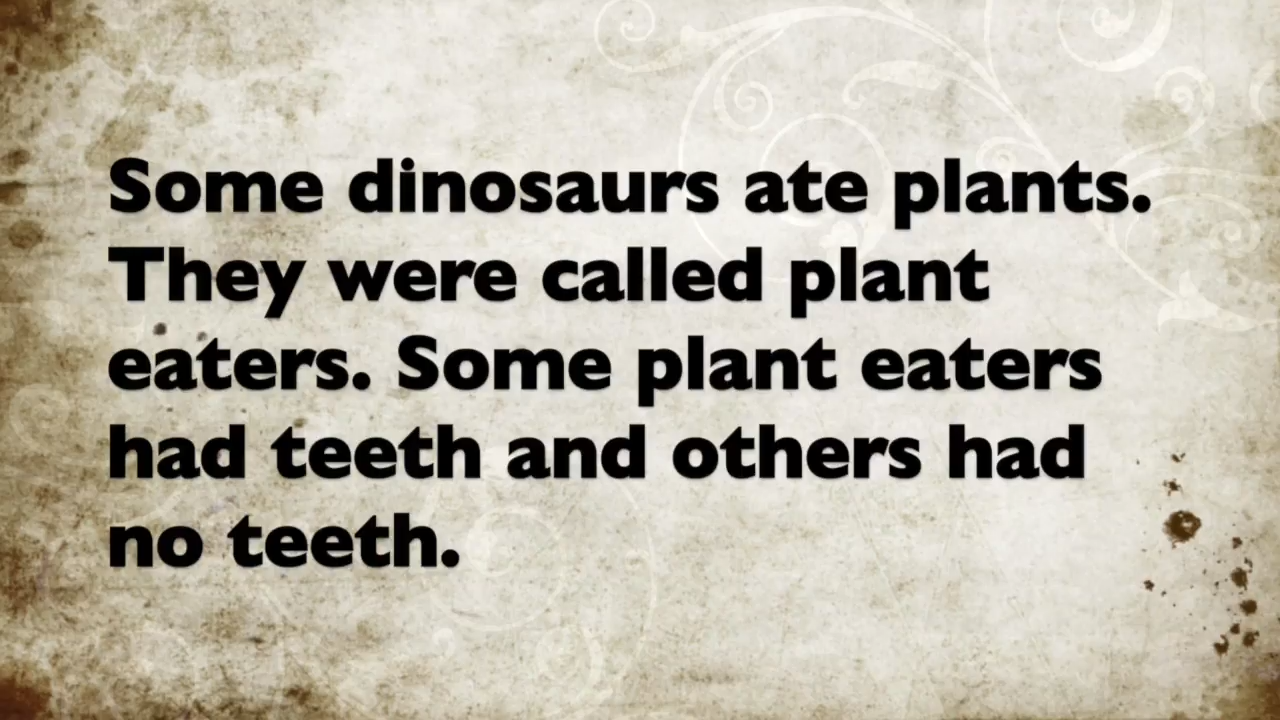 Some dinosaurs ate plants.
They were called plant
eaters. Some plant eaters
had teeth and others had
no teeth.